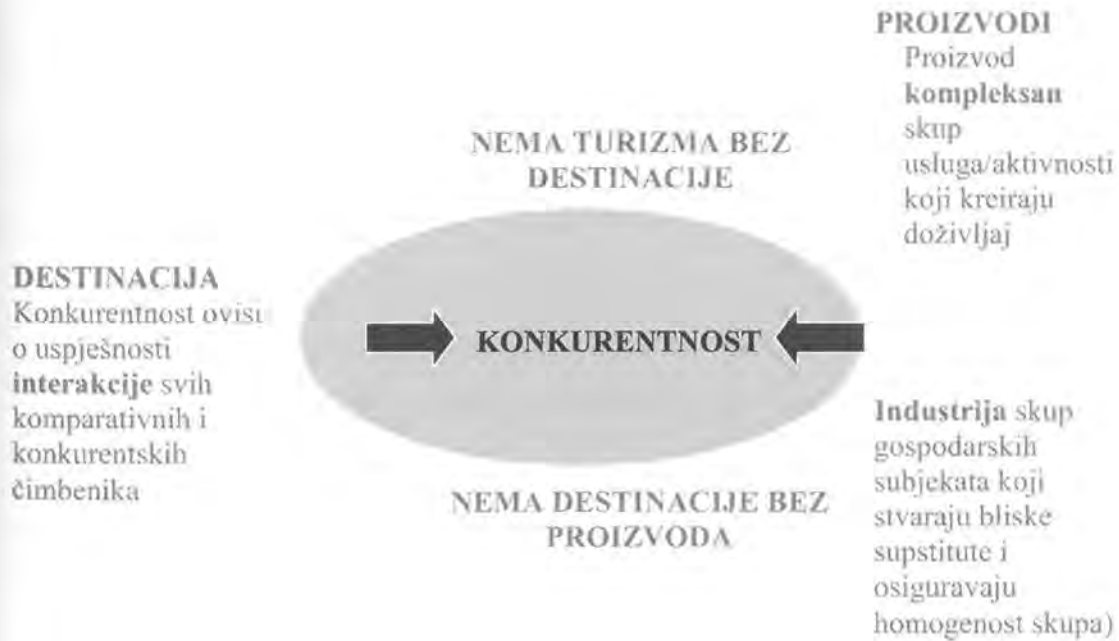 PROIZVODI
Proizvod
kompleksan
skup
usluga/aktivnosti
koji kreiraju
doživljaj
NEMA TURIZMA BEZ
DESTINACIJE
DESTINACIJA
Konkurentnost ovisi
o uspješnosti
interakcije svih
komparativnih i
konkurentskih
čimbenika
KONKURENTNOST
Industrija skup
gospodarskih
subjekata koji
stvaraju bliske
supstitute i
osiguravaju
homogenost skupa)
NEMA DESTINACIJE BEZ
PROIZVODA